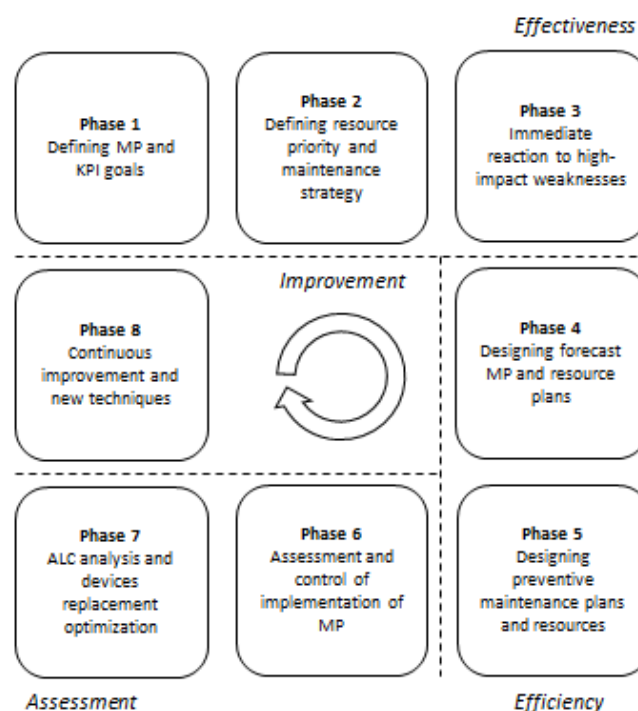 Effectiveness
Phase 1
Defining MP and
KPI goals
Phase 2
Defining resource
priority and
maintenance
strategy
Phase 3
Immediate
reaction to high-
impact weaknesses
Improvement
Phase 8
Continuous
improvement and
new techniques
Phase 4
Designing forecast
MP and resource
plans
Phase 7
ALC analysis and
devices
replacement
optimization
Phase 6
Assessment and
control of
implementation of
MP
Phase 5
Designing
preventive
maintenance plans
and resources
Assessment
Efficiency